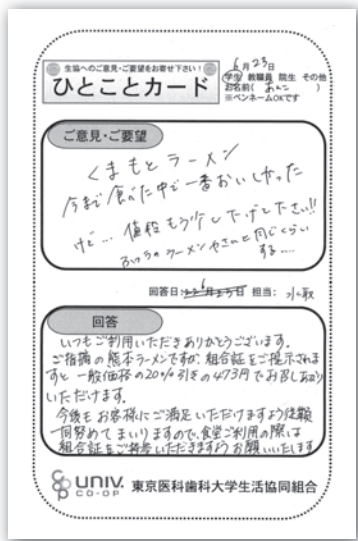 生協へのご意見・ご要望をお寄せ下さい!
ひとことカード
6月23日
学生 教職員 院生 その他
お名前( あんこ )
※ペンネームOKです
ご意見・ご要望
くまもとラーメン
今まで食べた中で一番おいしかった
けど… 値段もう少し下げて下さい!!
ふつうのラーメンやさんと同じくらい
する....
回答日: 6月25日 担当: 水取
回答
いつもご利用いただきありがとうございます。
ご指摘の熊本ラーメンですが、組合証をご提示されま
すと一般価格の20%引きの473円でお召しあがり
いただけます。
今後もお客様にご満足いただけますよう従業員
一同努めてまいりますので、食堂ご利用の際は
組合証をご持参いただきますようお願いいたします
UNIV.
CO-OP
東京医科歯科大学生活協同組合